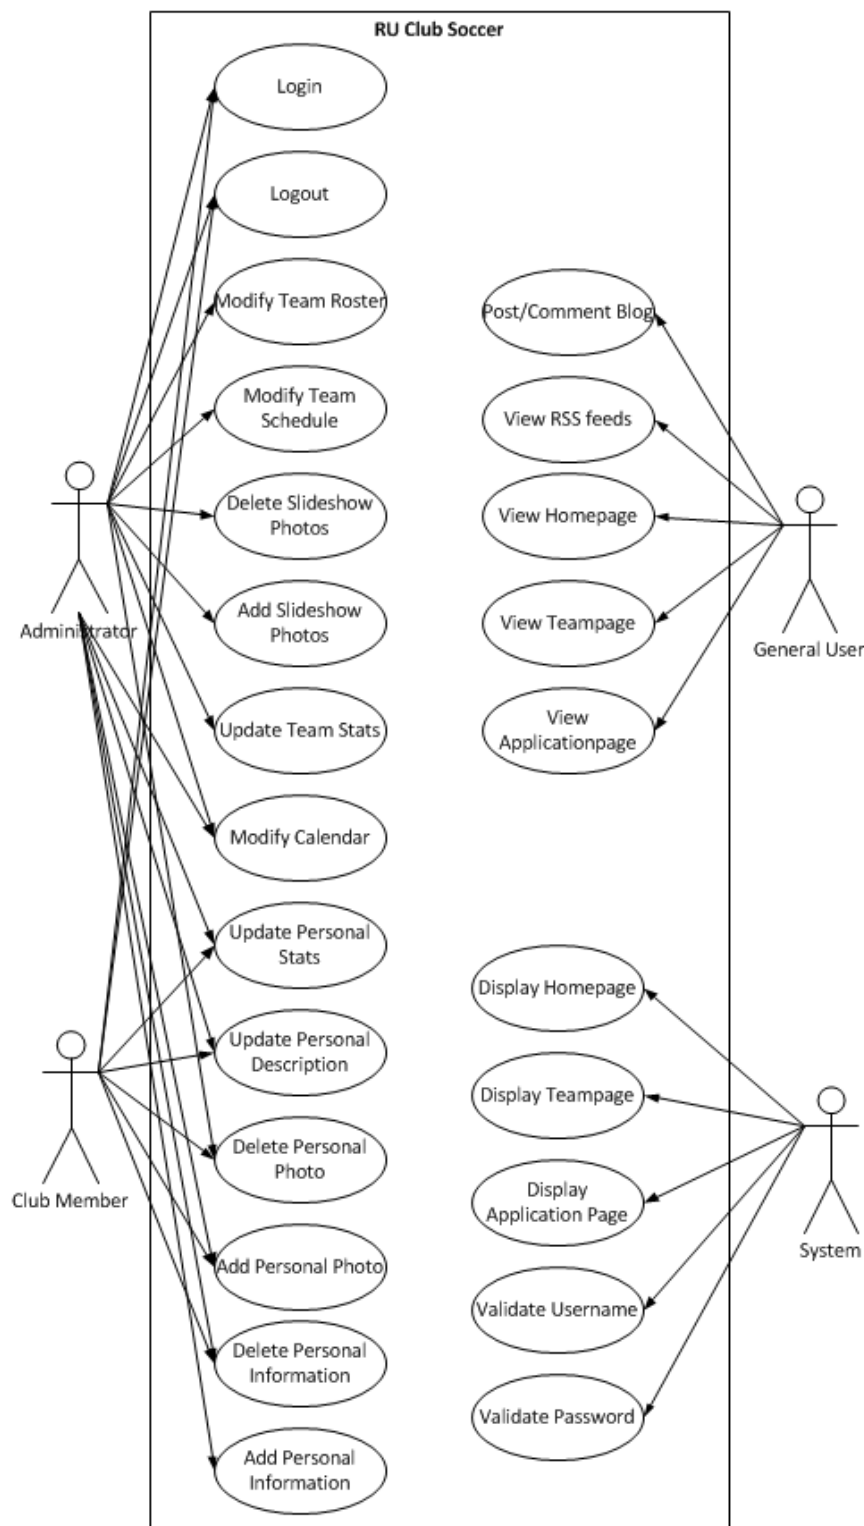 RU Club Soccer
Login
Logout
Modify Team Roster
Modify Team
Schedule
Delete Slideshow
Photos
Add Slideshow
Photos
Update Team Stats
Modify Calendar
Update Personal
Stats
Update Personal
Description
Delete Personal
Photo
Add Personal Photo
Delete Personal
Information
Add Personal
Information
Administrator
Club Member
Post/Comment Blog
View RSS feeds
View Homepage
View Teampage
View
Applicationpage
General User
Display Homepage
Display Teampage
Display
Application Page
Validate Username
Validate Password
System